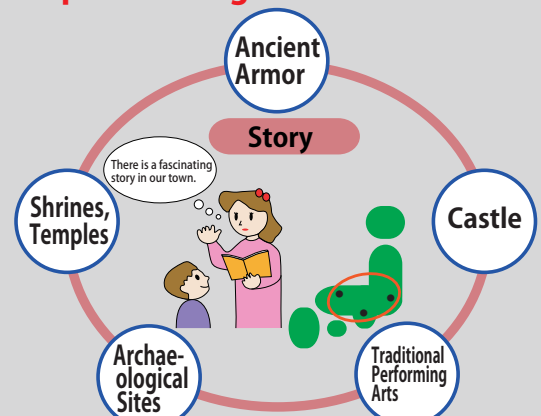 Ancient
Armor
Story
There is a fascinating
story in our town.
Shrines,
Temples
Castle
Archae-
ological
Sites
Traditional
Performing
Arts